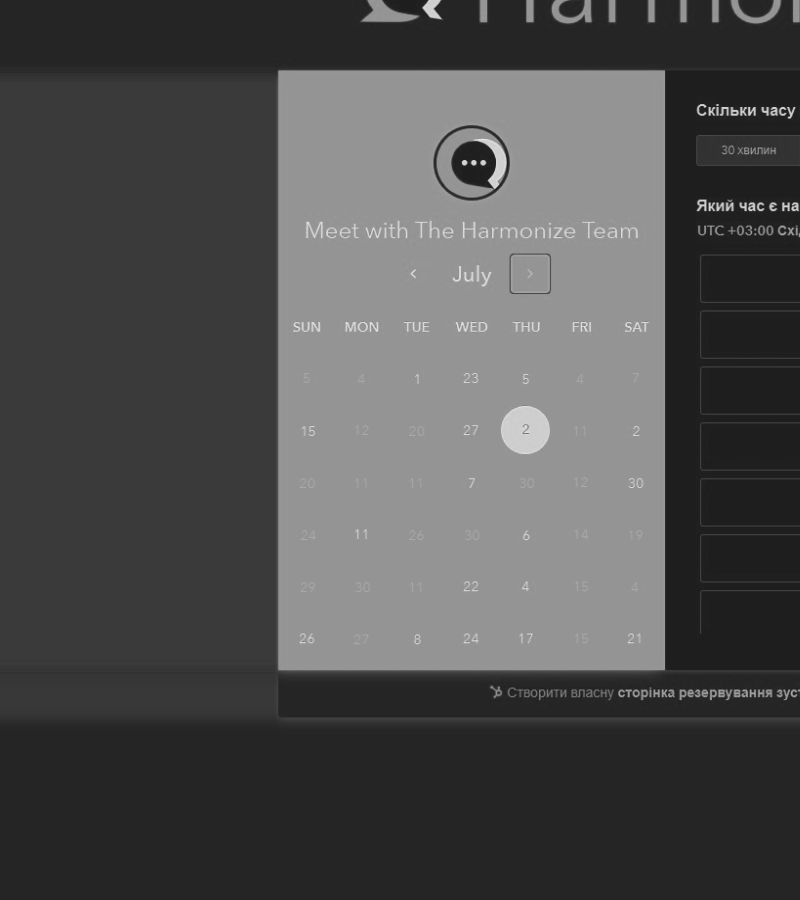 Harmo
Скільки часу
30 хвилин
Meet with The Harmonize Team
Який час є на
UTC +03:00 Схі
July
SUN MON TUE WED THU FRI SAT
5 4 1 23 5 4 7
15 12 20 27 2 11 2
20 11 11 7 30 12 30
24 11 26 30 6 14 19
29 30 11 22 4 15 4
26 27 8 24 17 15 21
Створити власну сторінка резервування зуст